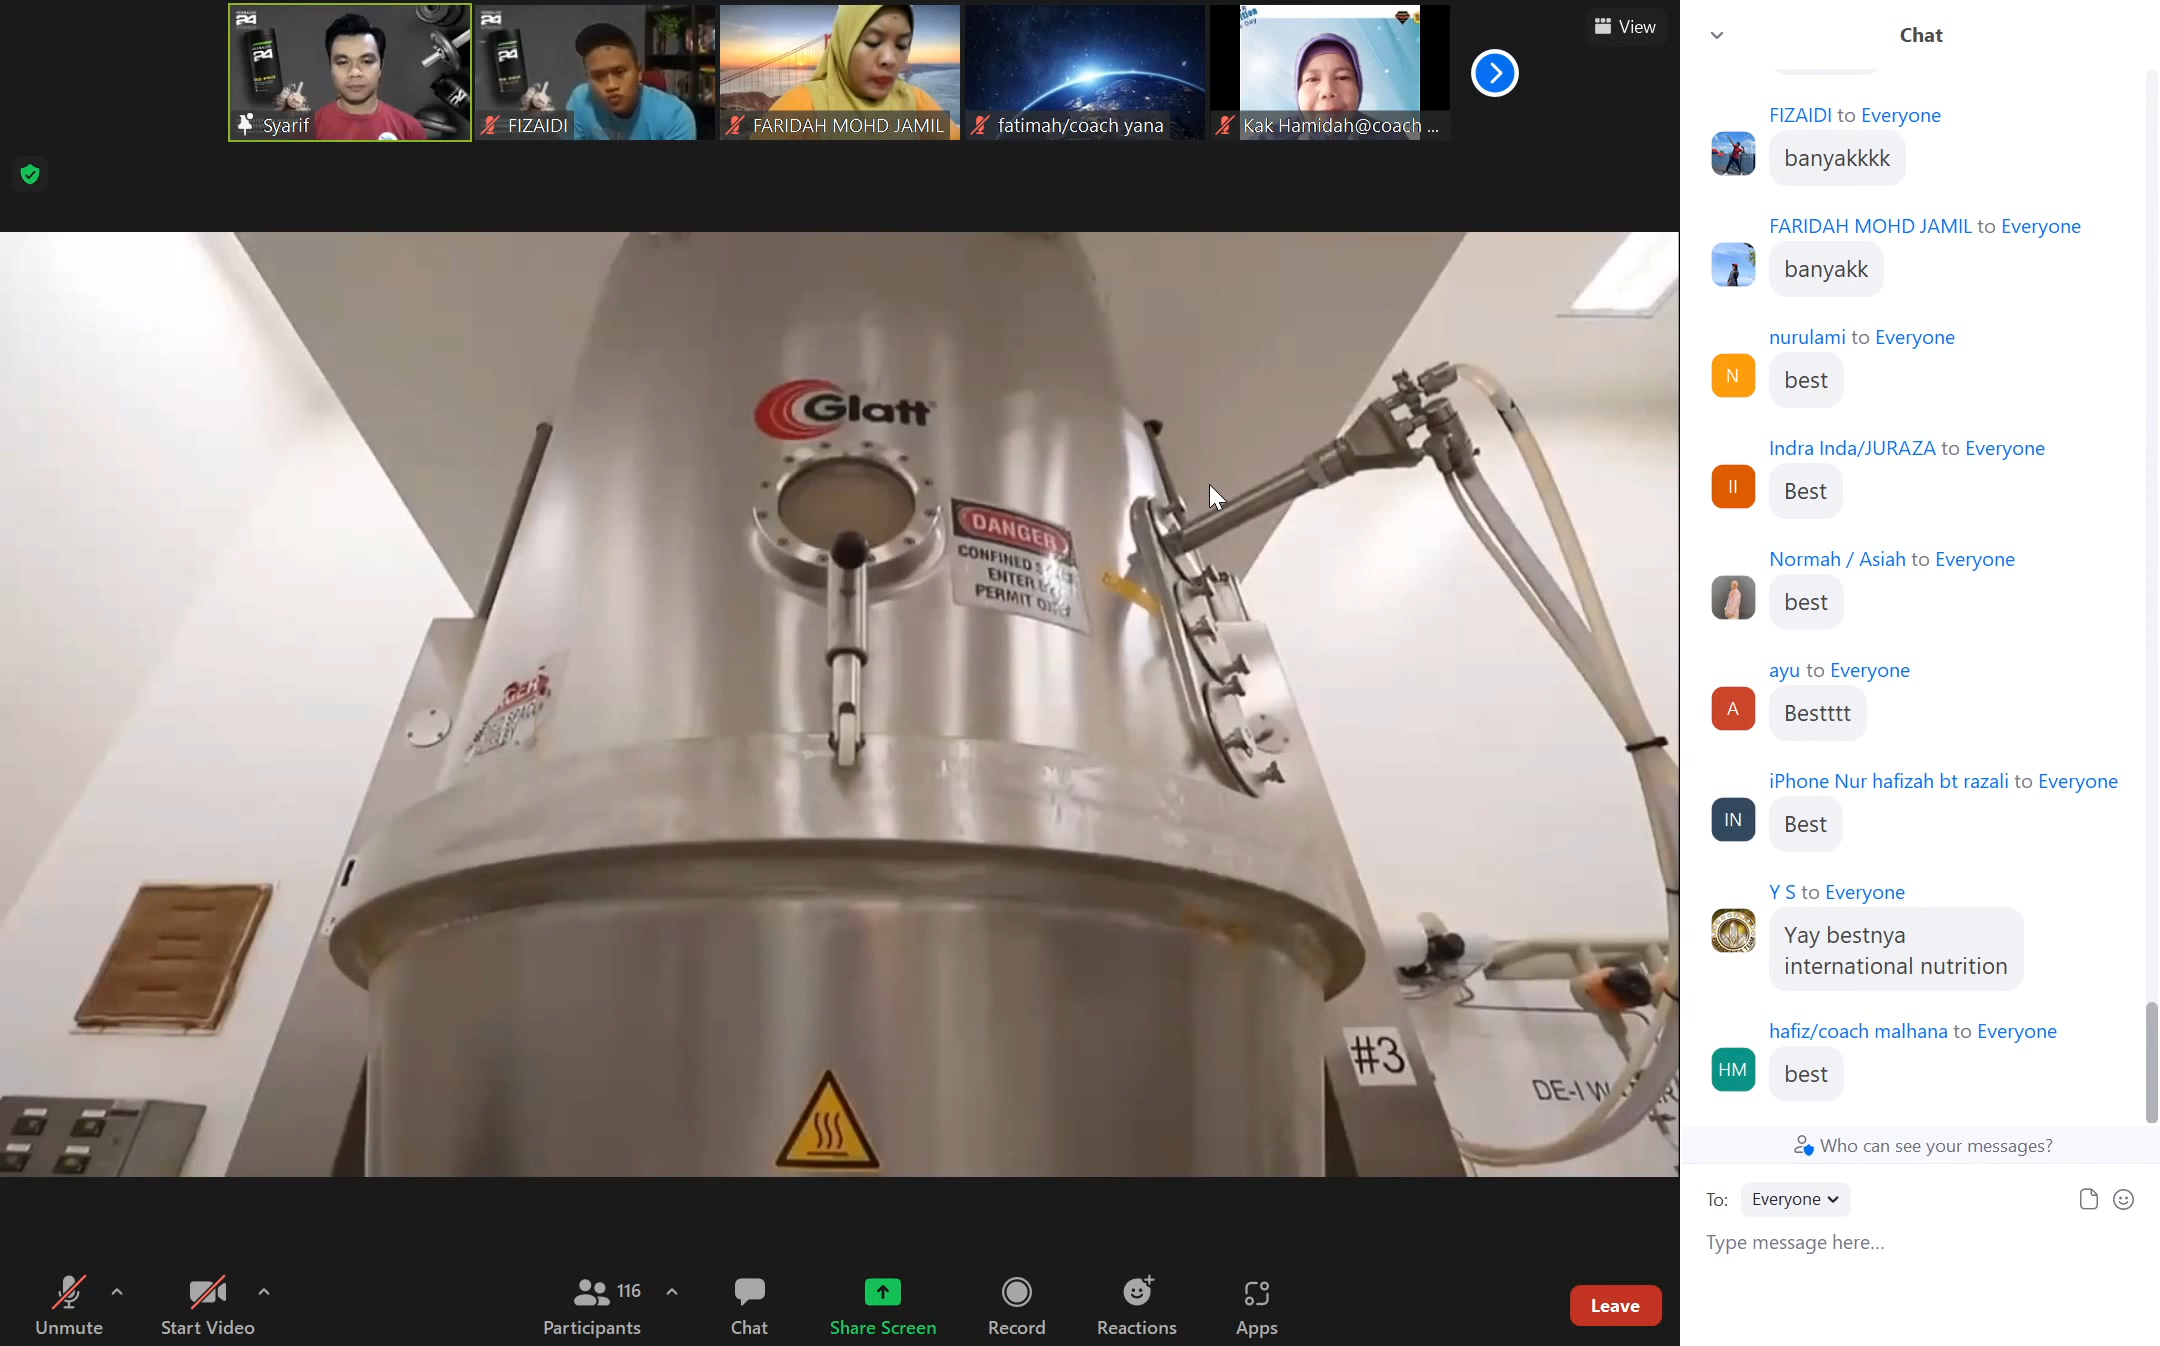 View
Syarif
FIZAIDI
FARIDAH MOHD JAMIL
fatimah/coach yana
Kak Hamidah@coach ...
24
24
24
Glatt
DANGER
CONFINED
ENTER
PERMIT
#3
Unmute
Start Video
116
Participants
Chat
Share Screen
Record
Reactions
Apps
Leave
Chat
FIZAIDI to Everyone
banyakkkk
FARIDAH MOHD JAMIL to Everyone
banyakk
nurulami to Everyone
N
best
Indra Inda/JURAZA to Everyone
II
Best
Normah / Asiah to Everyone
best
ayu to Everyone
A
Bestttt
iPhone Nur hafizah bt razali to Everyone
IN
Best
Y S to Everyone
Yay bestnya
international nutrition
hafiz/coach malhana to Everyone
HM
best
Who can see your messages?
To: Everyone
Type message here...